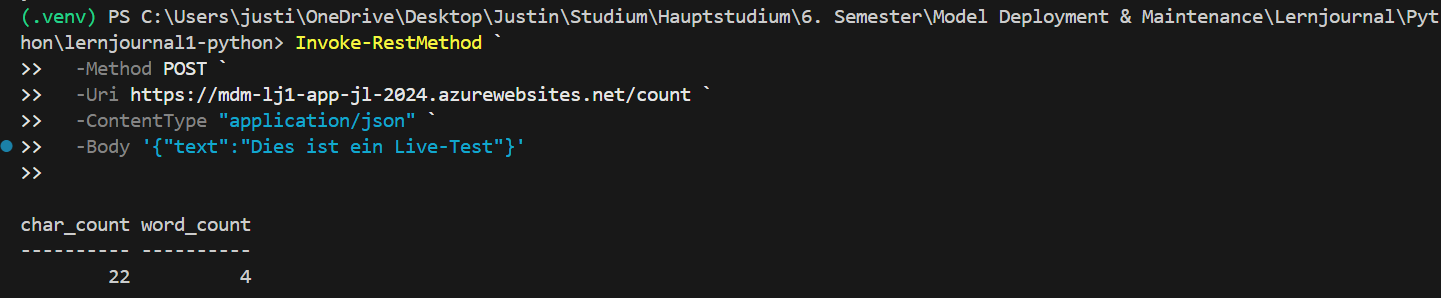 (.venv) PS C:\Users\justi\OneDrive\Desktop\Justin\Studium\Hauptstudium\6. Semester\Model Deployment & Maintenance\Lernjournal\Pyt
hon\lernjournal1-python> Invoke-RestMethod `
>>   -Method POST `
>>   -Uri https://mdm-lj1-app-jl-2024.azurewebsites.net/count `
>>   -ContentType "application/json" `
>>   -Body '{"text":"Dies ist ein Live-Test"}'
>>
char_count word_count
---------- ----------
        22          4